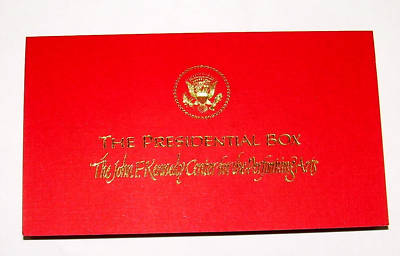 THE PRESIDENTIAL BOX
The John F. Kennedy Center for the Performing Arts